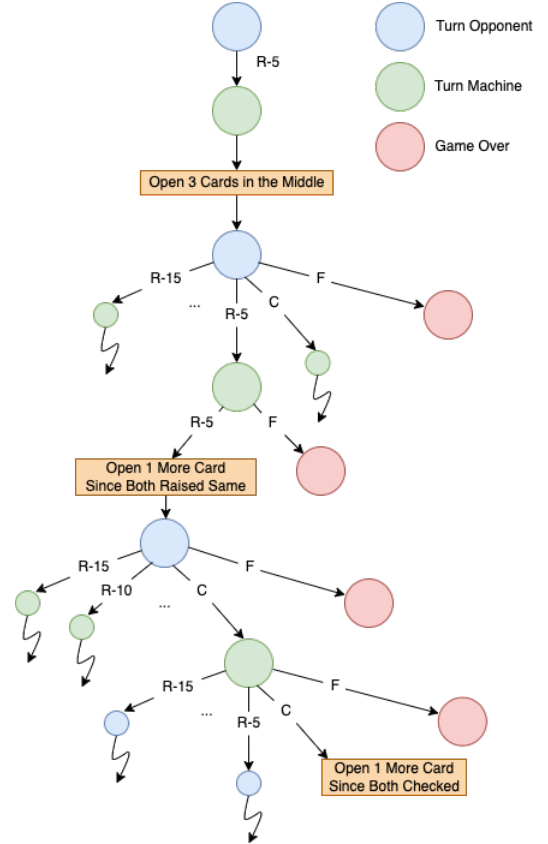 Turn Opponent
R-5
Turn Machine
Game Over
Open 3 Cards in the Middle
R-15
F
...
C
R-5
R-5
F
Open 1 More Card
Since Both Raised Same
R-15
F
R-10
...
C
R-15
F
...
C
R-5
Open 1 More Card
Since Both Checked